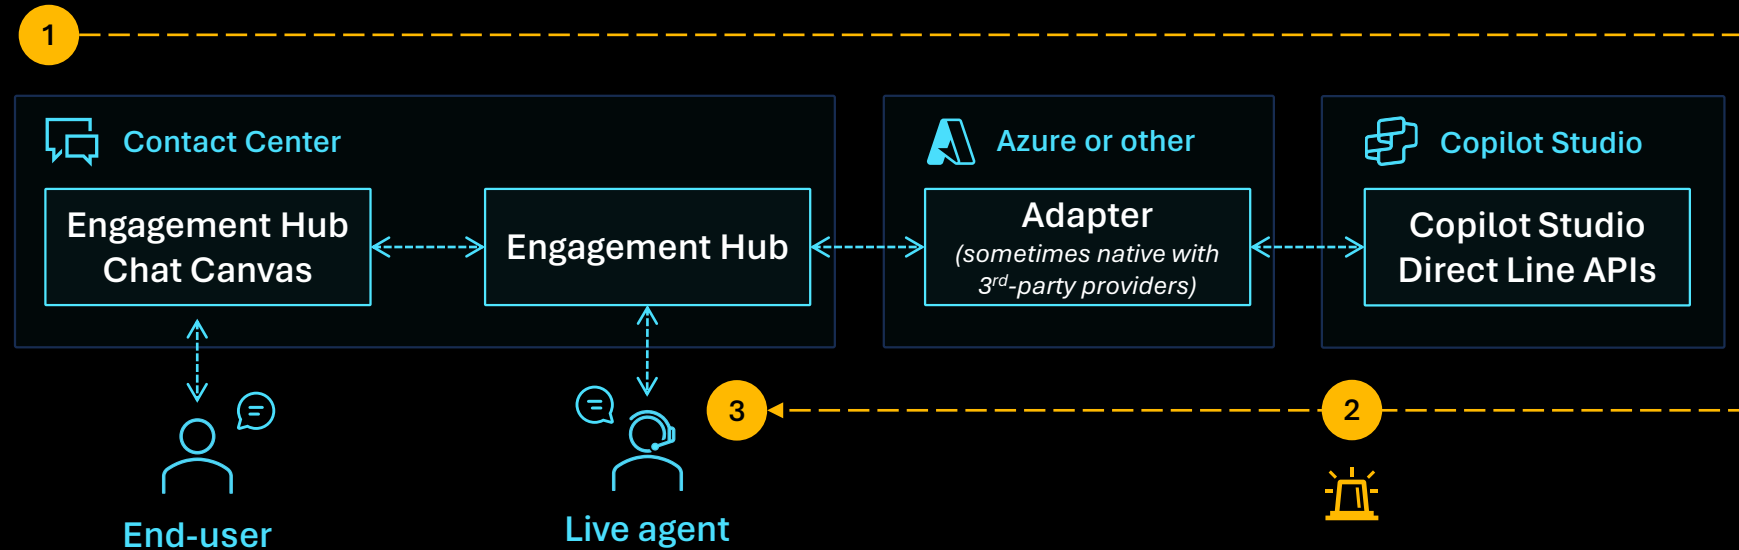 1
Contact Center
Engagement Hub
Chat Canvas
Engagement Hub
Azure or other
Adapter
(sometimes native with
3rd-party providers)
Copilot Studio
Copilot Studio
Direct Line APIs
3
2
End-user
Live agent